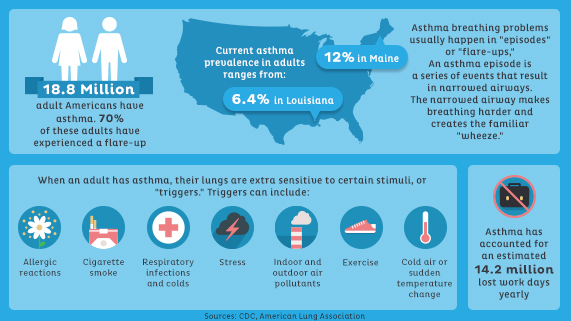 18.8 Million
adult Americans have
asthma. 70%
of these adults have
experienced a flare-up
Current asthma
prevalence in adults
ranges from:
12% in Maine
6.4% in Louisiana
Asthma breathing problems
usually happen in "episodes"
or "flare-ups,"
An asthma episode is
a series of events that result
in narrowed airways.
The narrowed airway makes
breathing harder and
creates the familiar
"wheeze."
When an adult has asthma, their lungs are extra sensitive to certain stimuli, or
"triggers." Triggers can include:
Allergic
reactions
Cigarette
smoke
Respiratory
infections
and colds
Stress
Indoor and
outdoor air
pollutants
Exercise
Cold air or
sudden
temperature
change
Asthma has
accounted for
an estimated
14.2 million
lost work days
yearly
Sources: CDC, American Lung Association